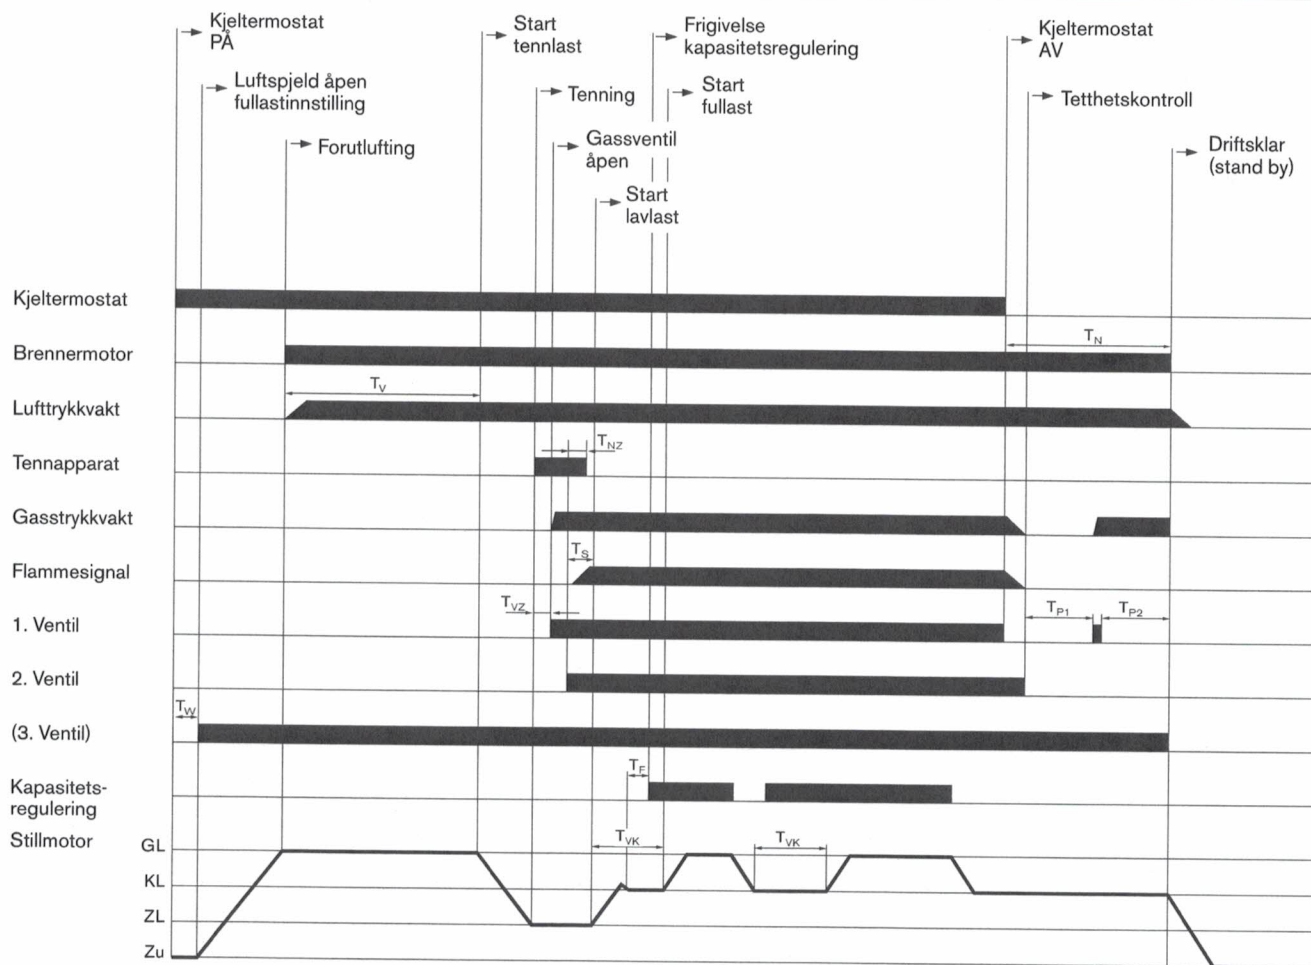 Kjeltermostat
PÅ
Start
tennlast
Frigivelse
kapasitetsregulering
Kjeltermostat
AV
Luftspjeld åpen
fullastinnstilling
Tenning
Start
fullast
Tetthetskontroll
Forutlufting
Gassventil
åpen
Driftsklar
(stand by)
Start
lavlast
Kjeltermostat
Brennermotor
TN
Lufttrykkvakt
TV
Tennapparat
TNZ
Gasstrykkvakt
Flammesignal
TS
1. Ventil
TVZ
TP1
TP2
2. Ventil
(3. Ventil)
TW
Kapasitets-
regulering
TF
Stillmotor
GL
TVK
TVK
KL
ZL
Zu